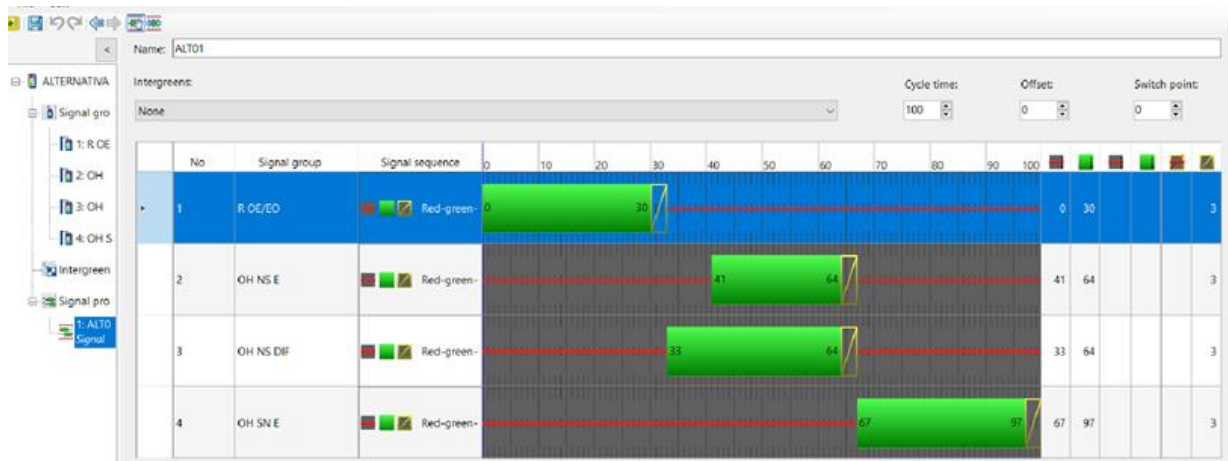 Name: ALT01
<
ALTERNATIVA
Intergreens:
Cycle time:
Offset:
Switch point:
Signal gro
None
100
0
0
1: R OE
2: OH
3: OH
4: OH S
Intergreen
Signal pro
1: ALT0
Signal
No Signal group Signal sequence 0 10 20 30 40 50 60 70 80 90 100
1 R OE/EO Red-green- 0 30 0 30 3
2 OH NS E Red-green- 41 64 41 64 3
3 OH NS DIF Red-green- 33 64 33 64 3
4 OH SN E Red-green- 67 97 67 97 3